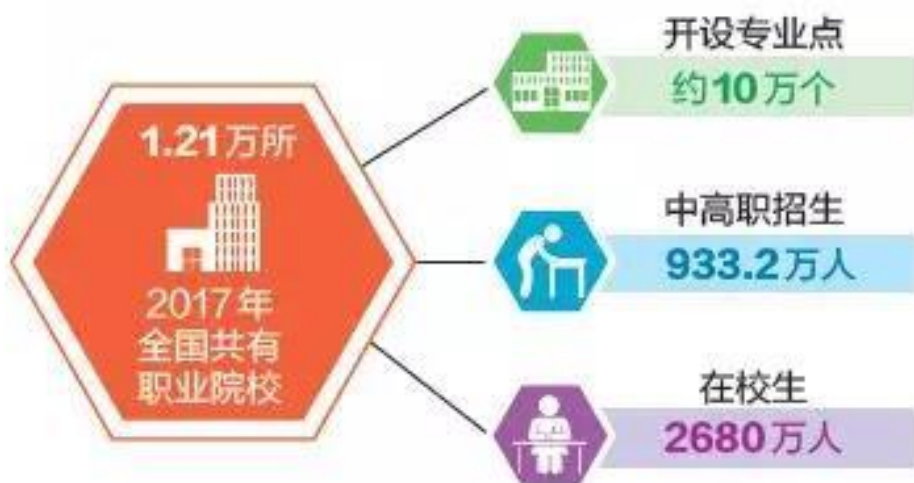 1.21万所
2017年
全国共有
职业院校
开设专业点
约10万个
中高职招生
933.2万人
在校生
2680万人